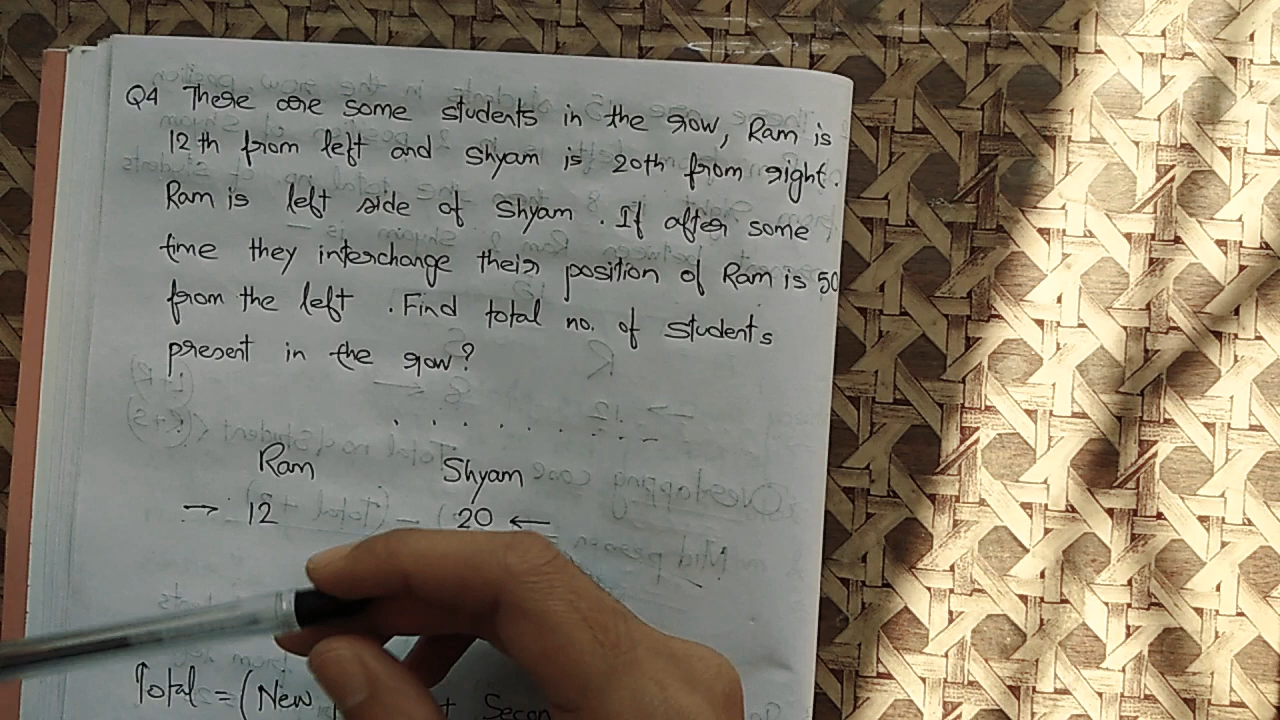 Q4 There are some students in the row, Ram is
12th from left and Shyam is 20th from right.
Ram is left side of Shyam. If after some
time they interchange their position of Ram is 50
from the left. Find total no. of students
present in the row?
Ram Shyam
→ 12 20 ←
Total = (New + Secon